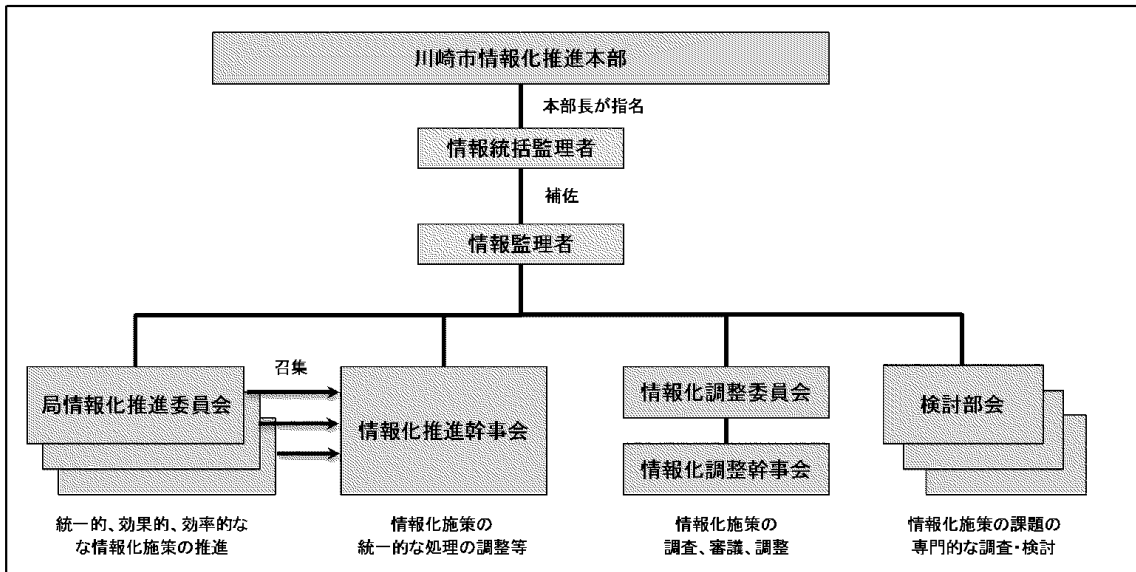 川崎市情報化推進本部
本部長が指名
情報統括監理者
補佐
情報監理者
召集
局情報化推進委員会
情報化推進幹事会
情報化調整委員会
情報化調整幹事会
検討部会
統一的、効果的、効率的な
な情報化施策の推進
情報化施策の
統一的な処理の調整等
情報化施策の
調査、審議、調整
情報化施策の課題の
専門的な調査・検討